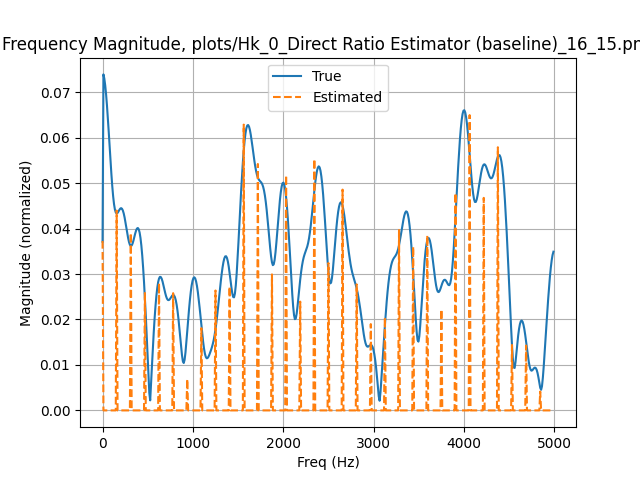 Frequency Magnitude, plots/Hk_0_Direct Ratio Estimator (baseline)_16_15.pr
True
Estimated
0.07
0.06
0.05
0.04
0.03
0.02
0.01
0.00
Magnitude (normalized)
0 1000 2000 3000 4000 5000
Freq (Hz)